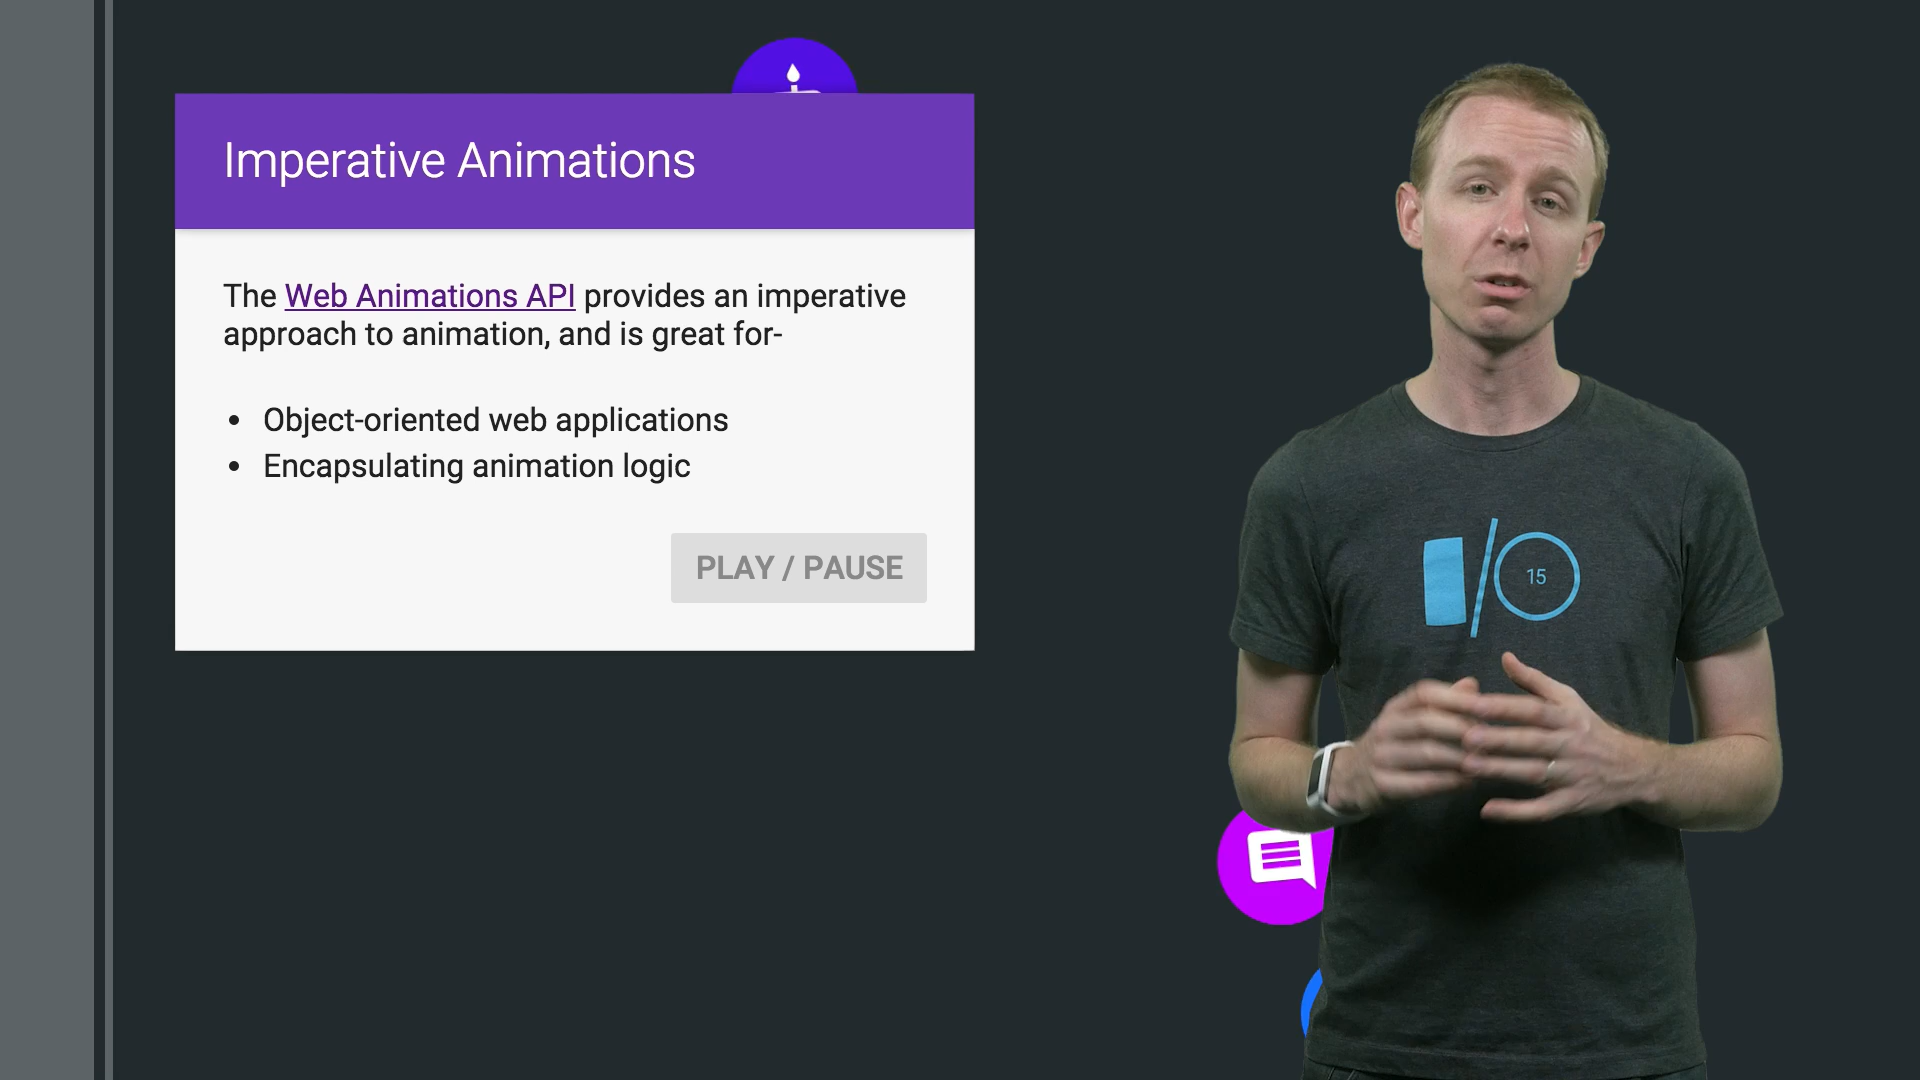 Imperative Animations
The Web Animations API provides an imperative
approach to animation, and is great for-
• Object-oriented web applications
• Encapsulating animation logic
PLAY / PAUSE
I/O
15